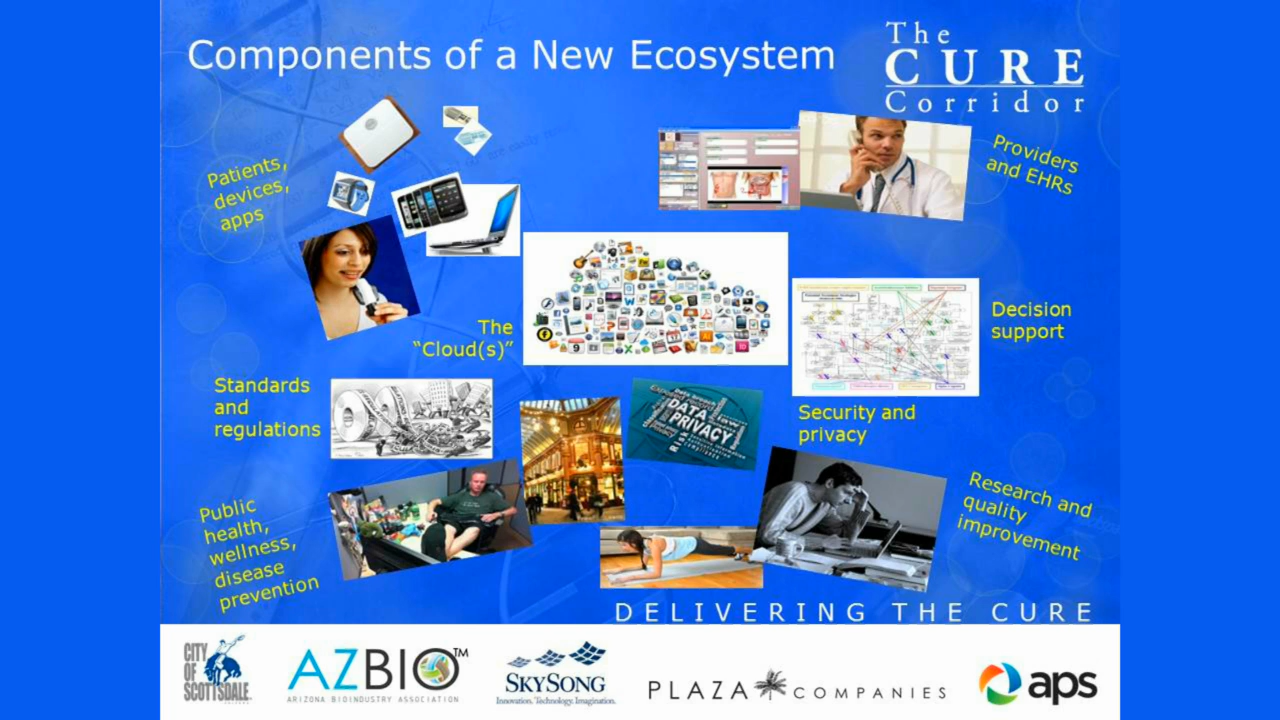 Components of a New Ecosystem
The
CURE
Corridor
Patients,
devices,
apps
Providers
and EHRs
The
“Cloud(s)”
Decision
support
Standards
and
regulations
DATA
PRIVACY
Security and
privacy
Public
health,
wellness,
disease
prevention
Research and
quality
improvement
DELIVERING THE CURE
CITY
OF
SCOTTSDALE
AZBIO™
ARIZONA BIOINDUSTRY ASSOCIATION
SKYSONG
Innovation. Technology. Imagination.
PLAZA COMPANIES
aps